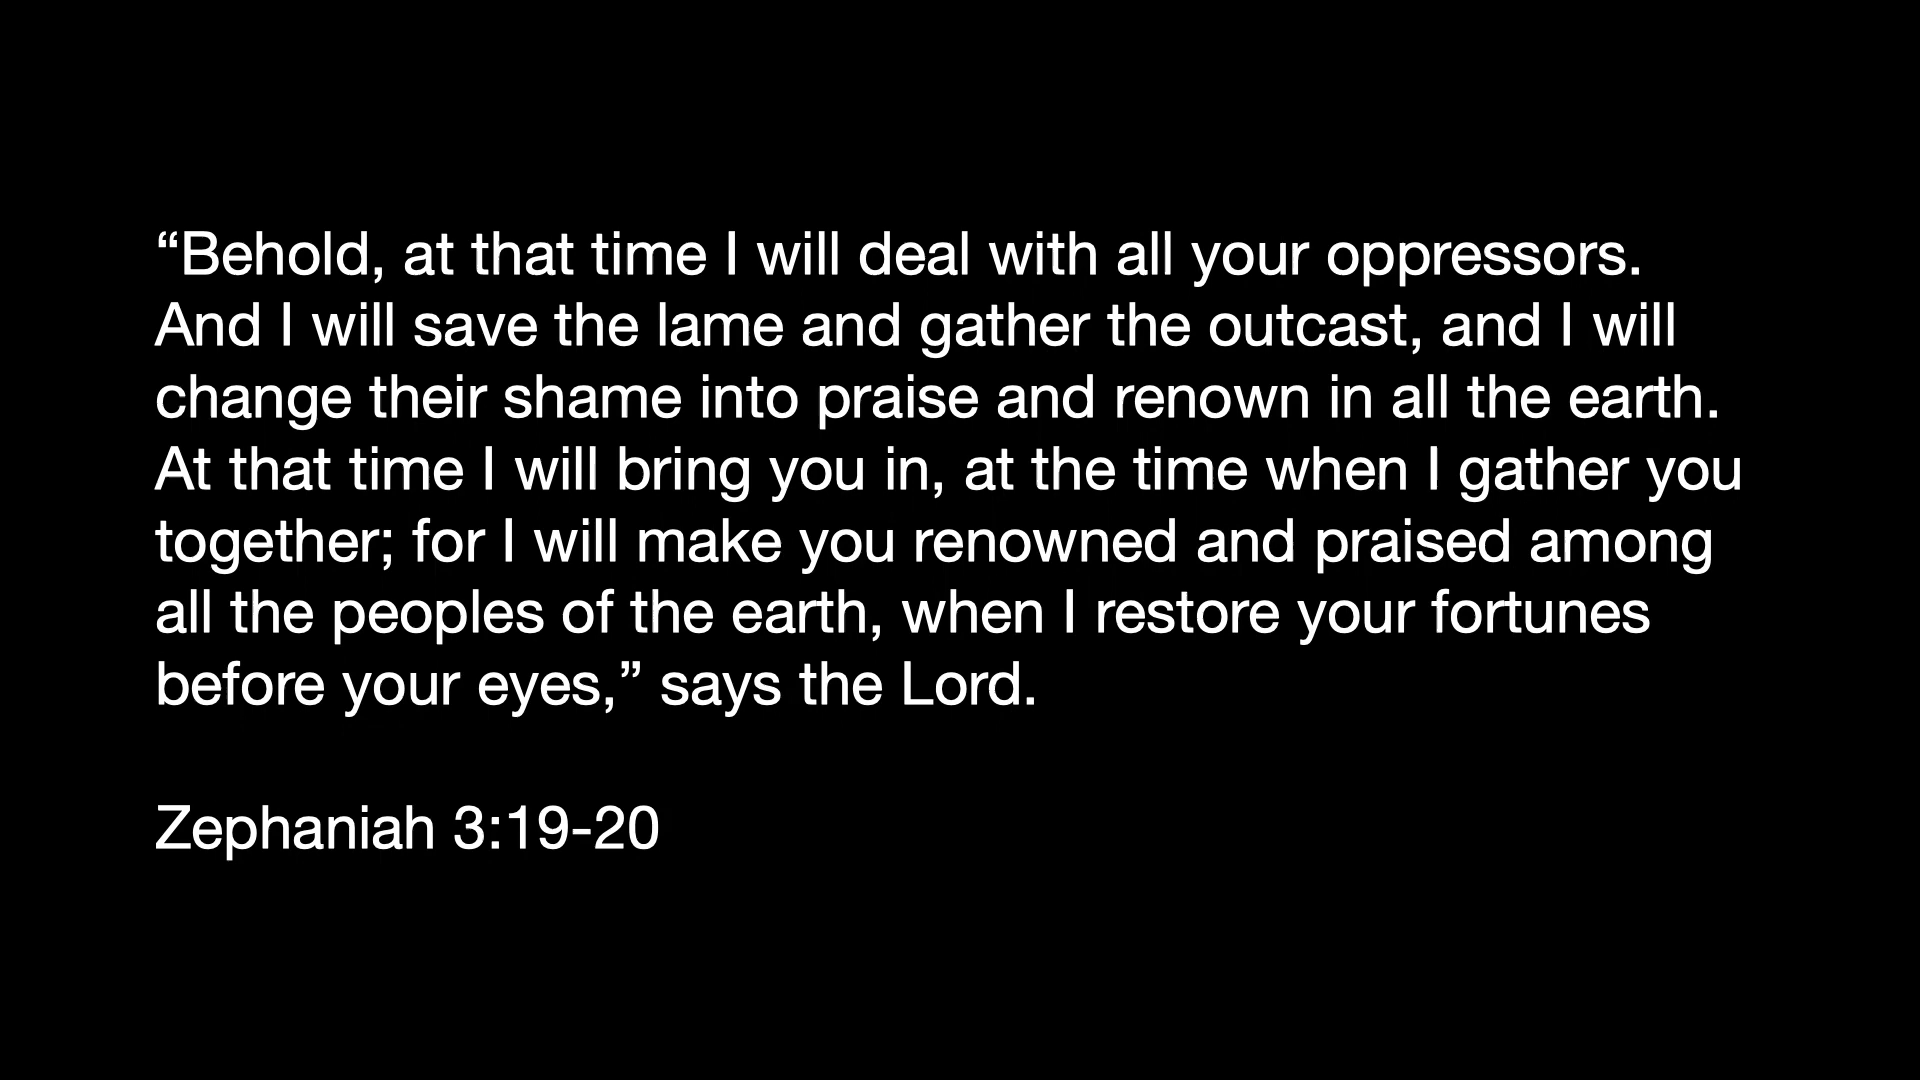 “Behold, at that time I will deal with all your oppressors.
And I will save the lame and gather the outcast, and I will
change their shame into praise and renown in all the earth.
At that time I will bring you in, at the time when I gather you
together; for I will make you renowned and praised among
all the peoples of the earth, when I restore your fortunes
before your eyes,” says the Lord.
Zephaniah 3:19-20